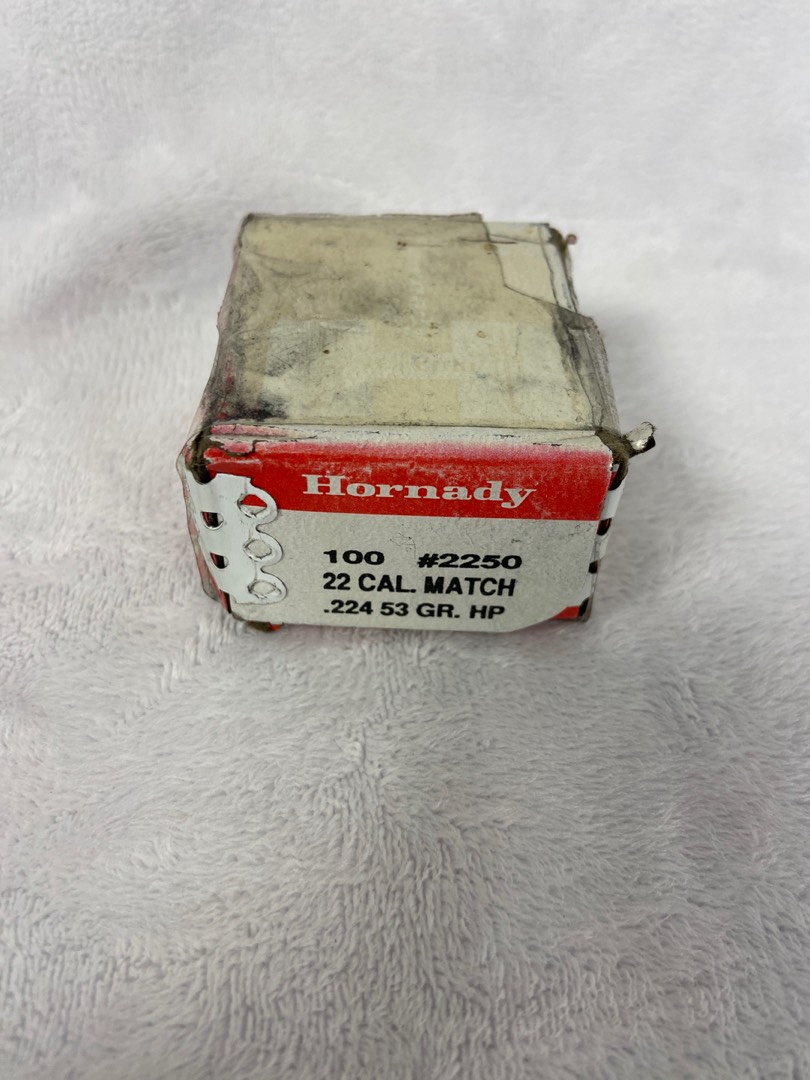 Hornady
100 #2250
22 CAL. MATCH
.224 53 GR. HP